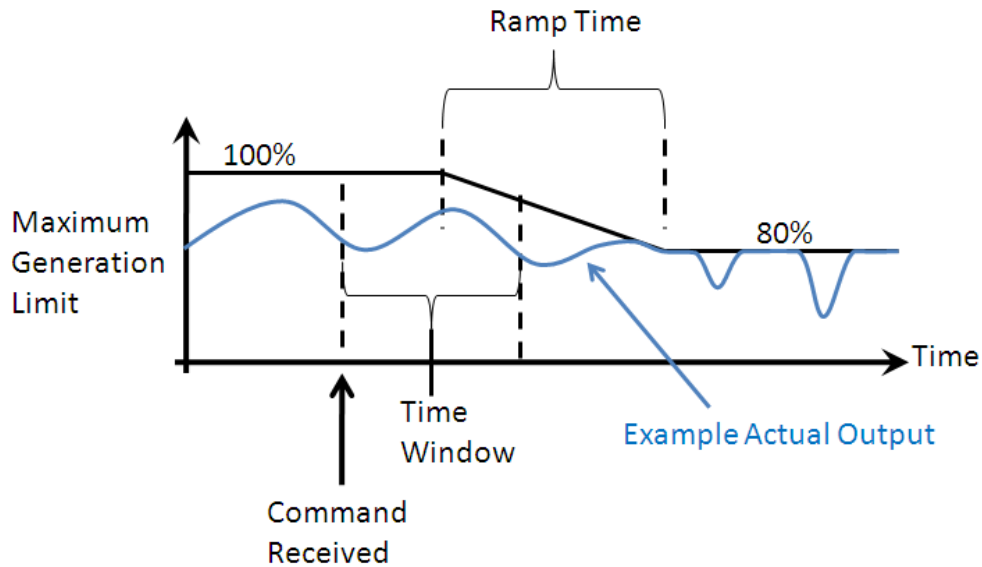 Ramp Time
100%
Maximum
Generation
Limit
80%
Time
Time
Window
Example Actual Output
Command
Received